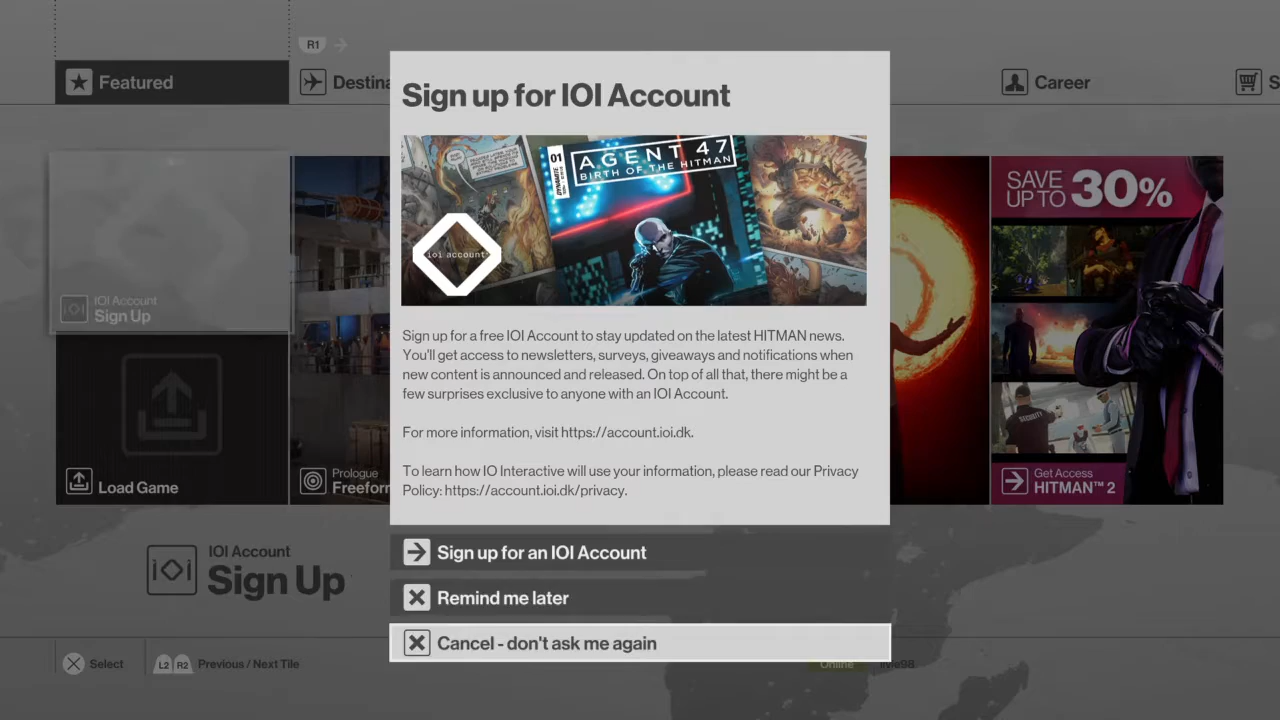 R1
Featured
Destina
Career
S
Sign up for IOI Account
01
DYNAMITE
AGENT 47
BIRTH OF THE HITMAN
ioi account
SAVE
UP TO 30%
SECURITY
IOI Account
Sign Up
Load Game
Prologue
Freeform
Get Access
HITMAN™ 2
Sign up for a free IOI Account to stay updated on the latest HITMAN news.
You'll get access to newsletters, surveys, giveaways and notifications when
new content is announced and released. On top of all that, there might be a
few surprises exclusive to anyone with an IOI Account.
For more information, visit https://account.ioi.dk.
To learn how IO Interactive will use your information, please read our Privacy
Policy: https://account.ioi.dk/privacy.
Sign up for an IOI Account
Remind me later
Cancel - don't ask me again
IOI Account
Sign Up
Select
L2 R2 Previous / Next Tile
Online